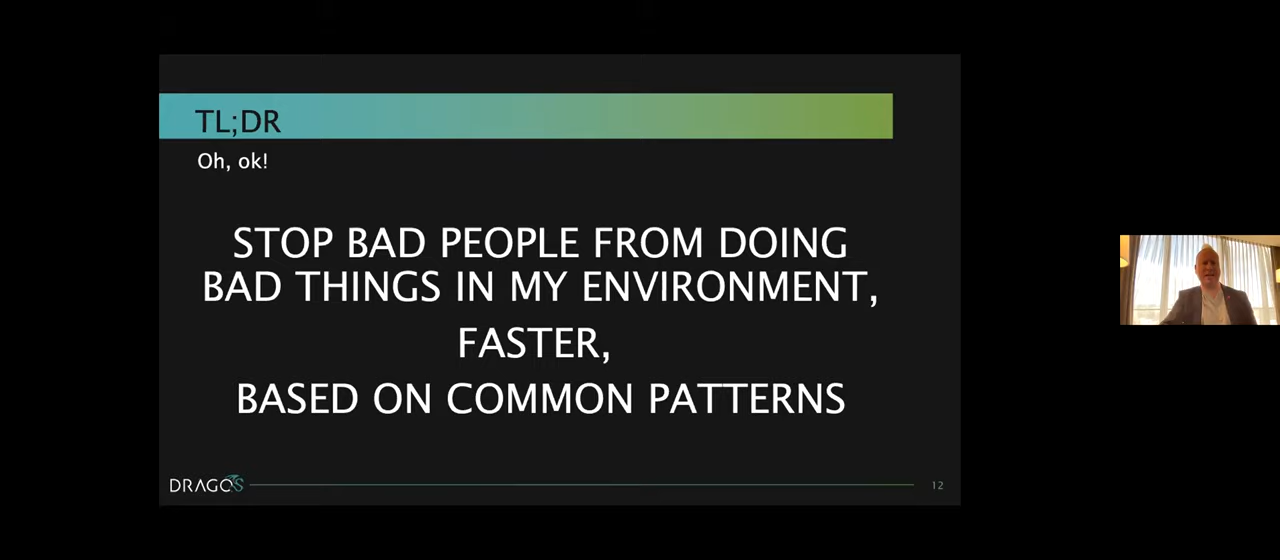 TL;DR
Oh, ok!
STOP BAD PEOPLE FROM DOING
BAD THINGS IN MY ENVIRONMENT,
FASTER,
BASED ON COMMON PATTERNS
DRAGOS
12